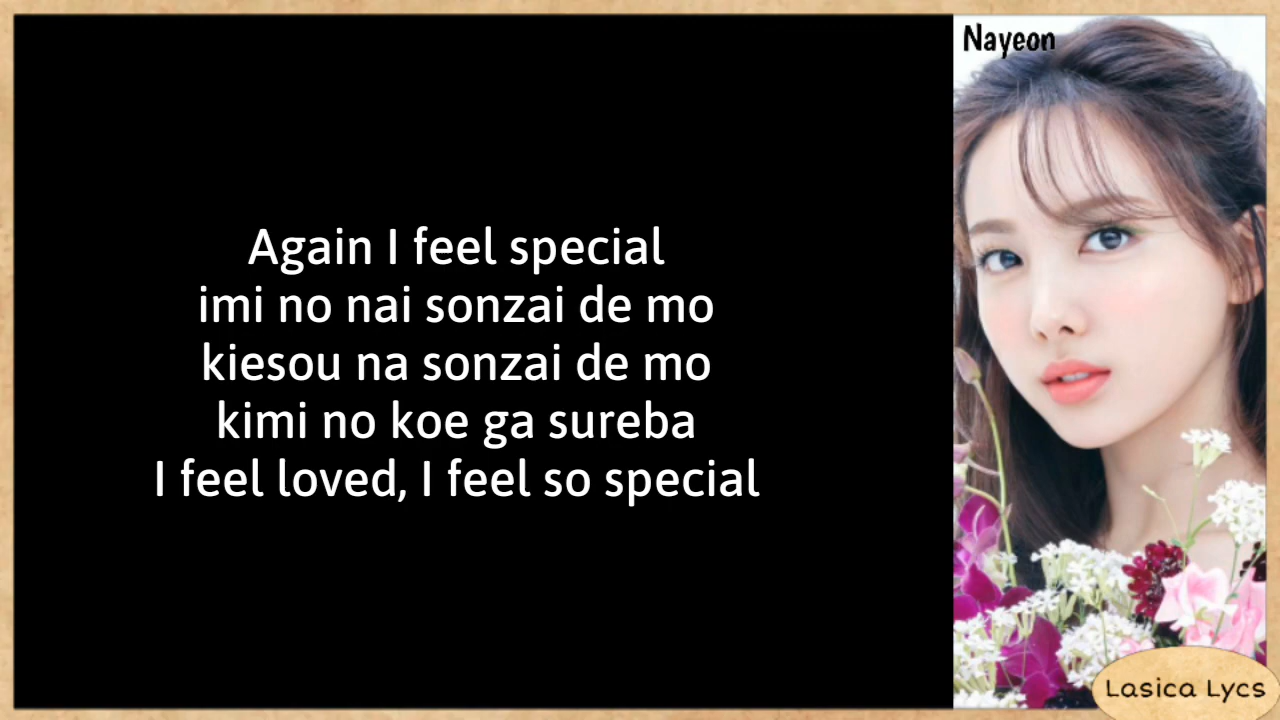 Nayeon
Again I feel special
imi no nai sonzai de mo
kiesou na sonzai de mo
kimi no koe ga sureba
I feel loved, I feel so special
Lasica Lycs